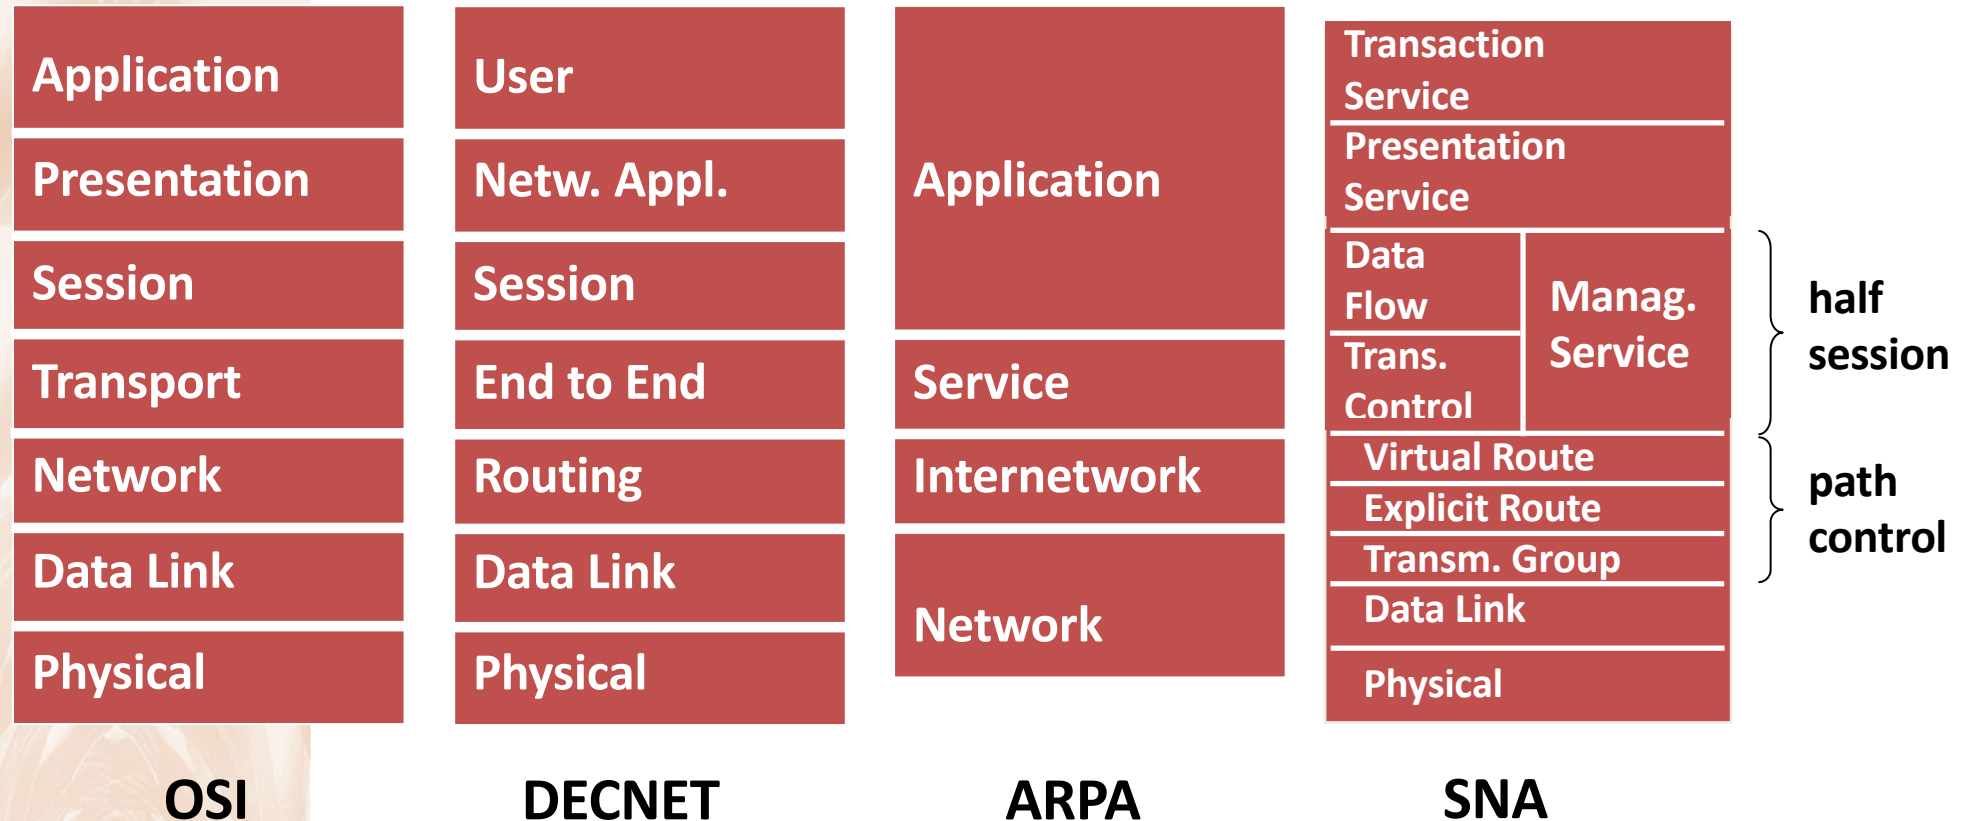 Application
Presentation
Session
Transport
Network
Data Link
Physical
OSI
User
Netw. Appl.
Session
End to End
Routing
Data Link
Physical
DECNET
Application
Service
Internetwork
Network
ARPA
Transaction
Service
Presentation
Service
Data
Flow
Trans.
Control
Manag.
Service
Virtual Route
Explicit Route
Transm. Group
Data Link
Physical
SNA
half
session
path
control